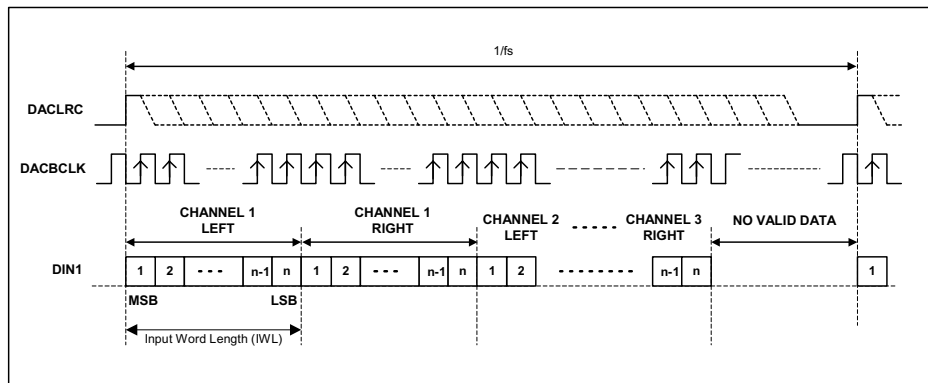 1/fs
DACLRC
DACBCLK
CHANNEL 1
LEFT
CHANNEL 1
RIGHT
CHANNEL 2
LEFT
CHANNEL 3
RIGHT
NO VALID DATA
DIN1
1 2 n-1 n 1 2 n-1 n 1 2 n-1 n 1
MSB
LSB
Input Word Length (IWL)